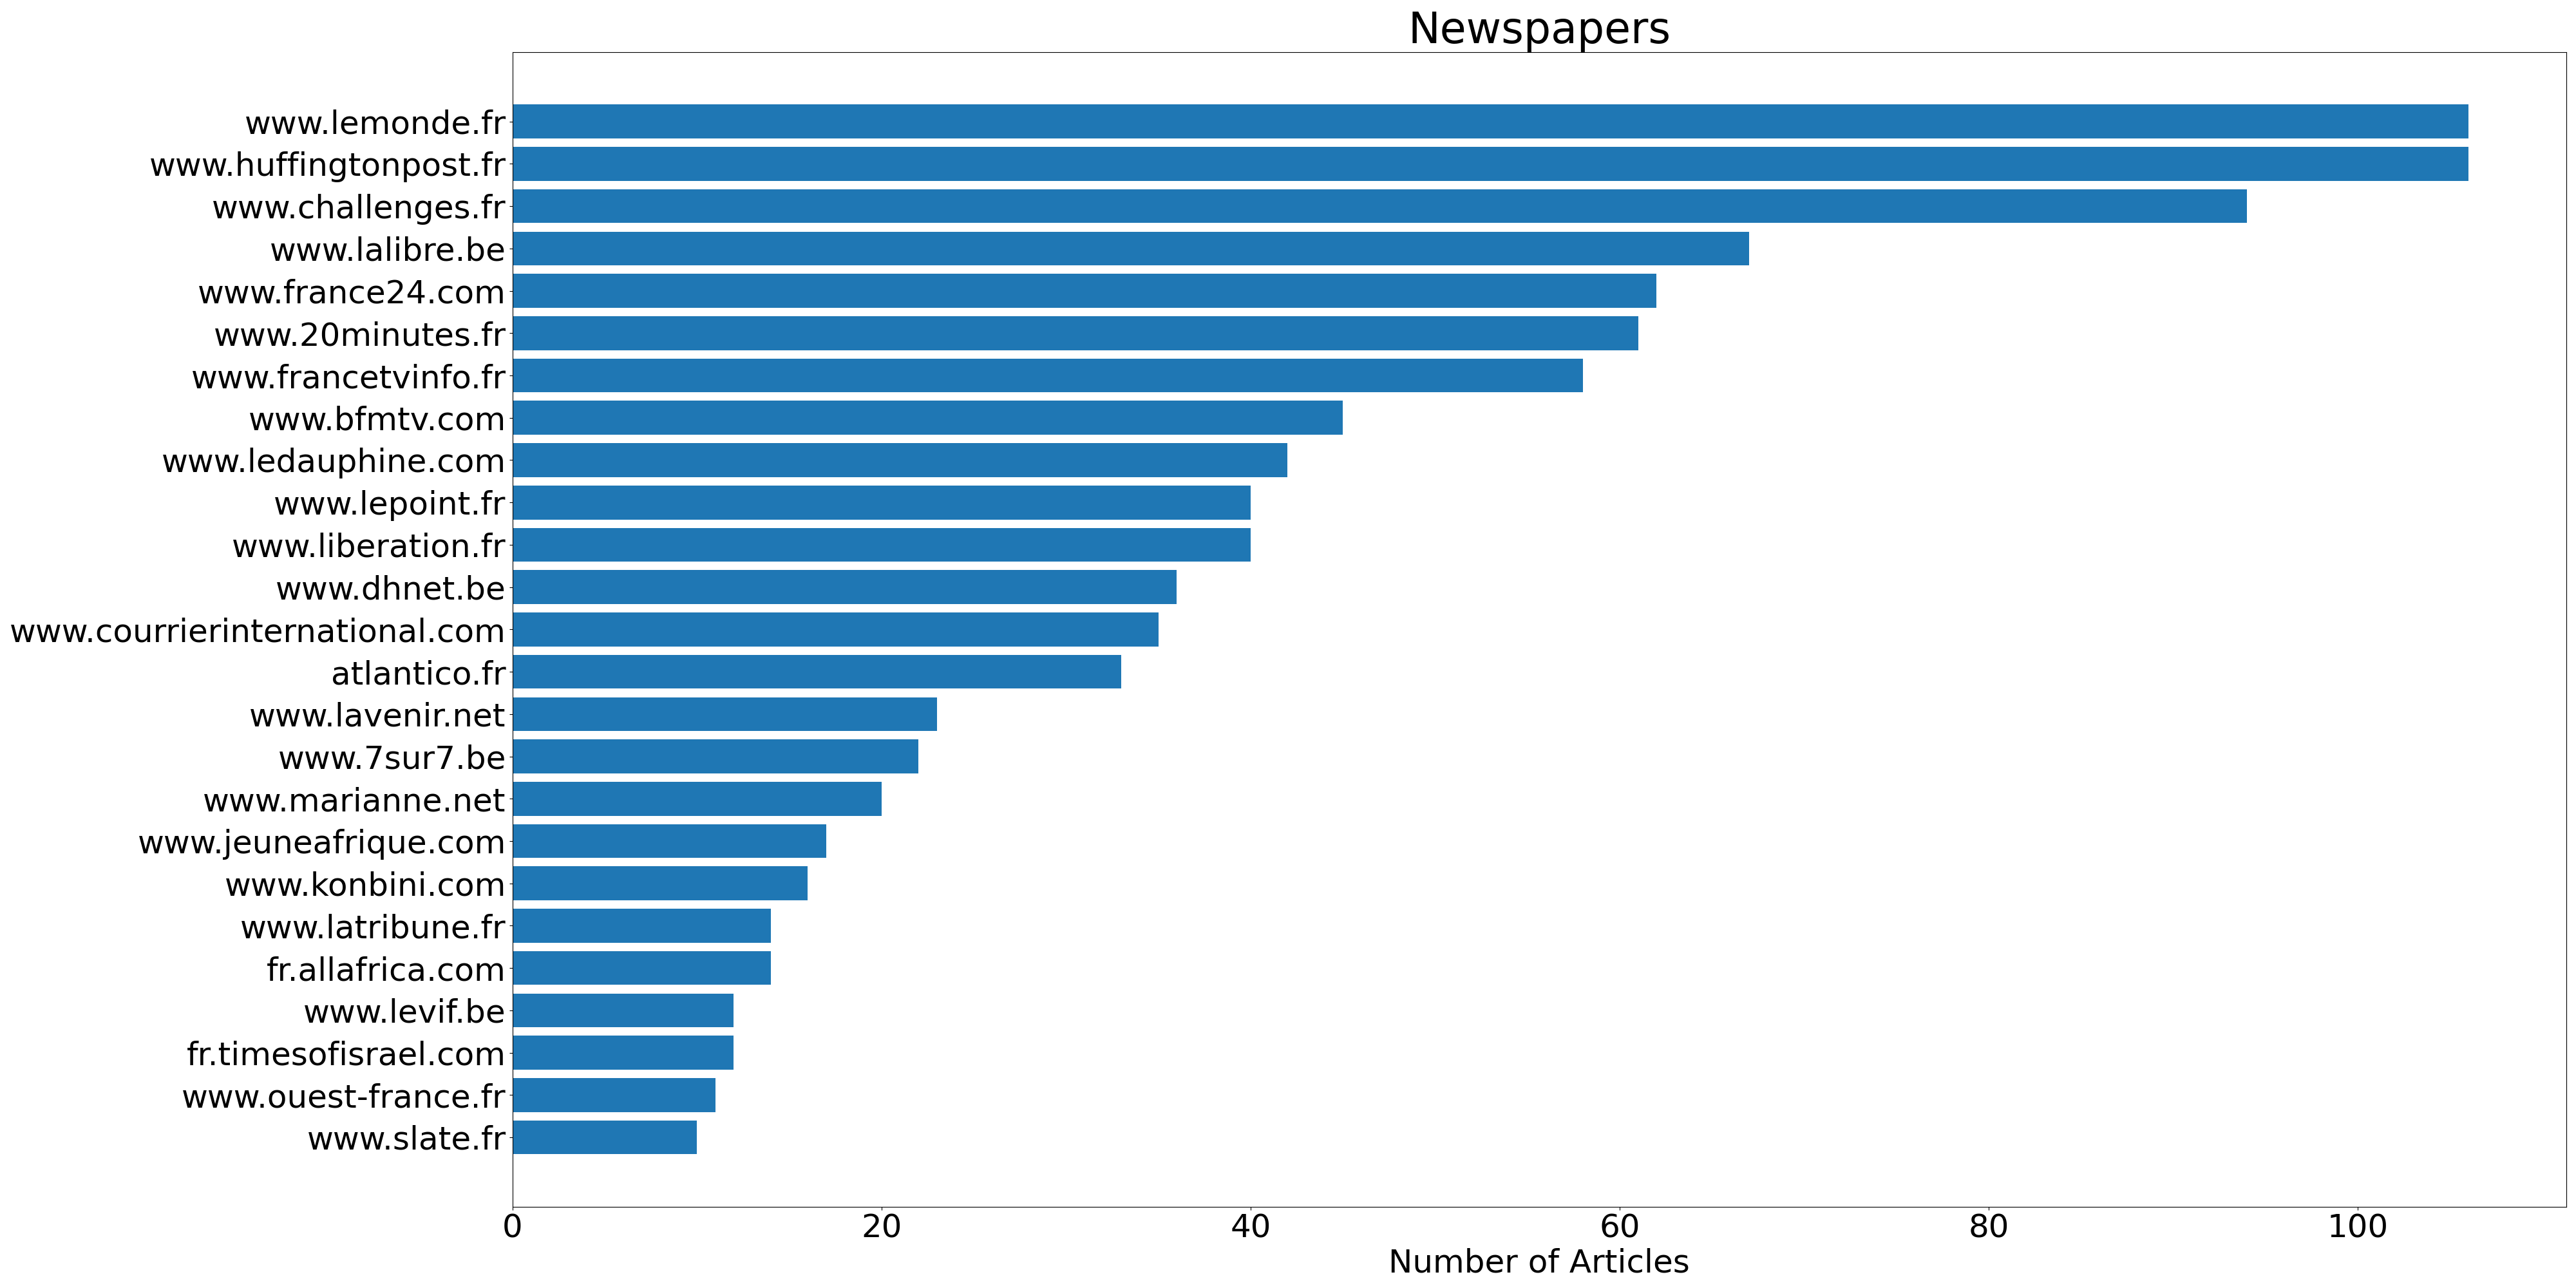 Newspapers
www.lemonde.fr
www.huffingtonpost.fr
www.challenges.fr
www.lalibre.be
www.france24.com
www.20minutes.fr
www.francetvinfo.fr
www.bfmtv.com
www.ledauphine.com
www.lepoint.fr
www.liberation.fr
www.dhnet.be
www.courrierinternational.com
atlantico.fr
www.lavenir.net
www.7sur7.be
www.marianne.net
www.jeuneafrique.com
www.konbini.com
www.latribune.fr
fr.allafrica.com
www.levif.be
fr.timesofisrael.com
www.ouest-france.fr
www.slate.fr
0 20 40 60 80 100
Number of Articles